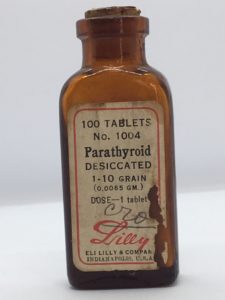 100 TABLETS
No. 1004
Parathyroid
DESICCATED
1-10 GRAIN
(0.0065 GM.)
DOSE—1 tablet
Lilly
ELI LILLY & COMPAN
INDIANAPOLIS, U.S.A.